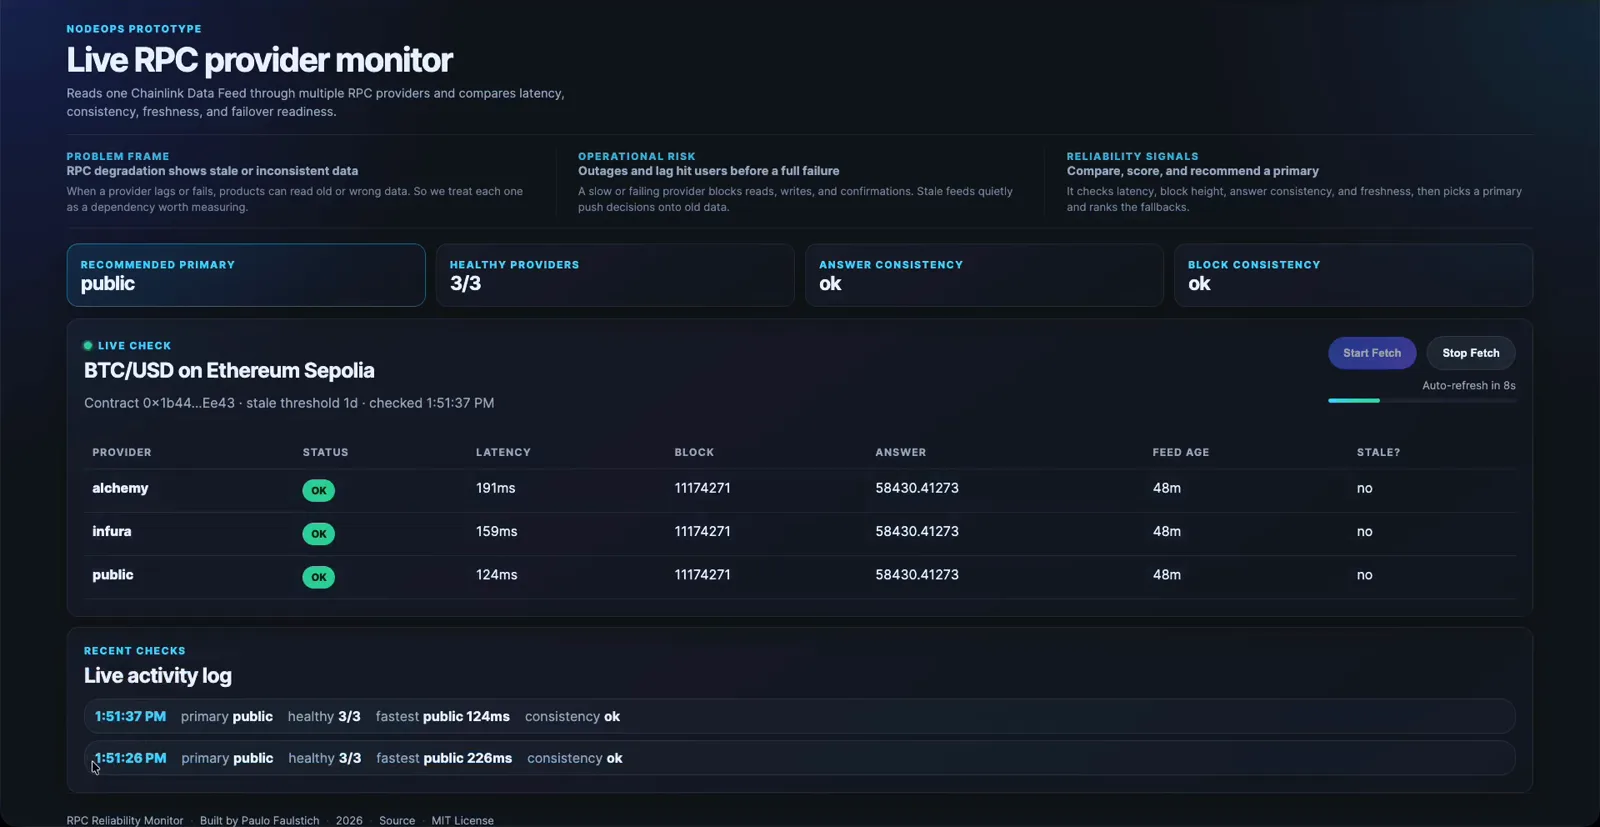 NODEOPS PROTOTYPE
Live RPC provider monitor
Reads one Chainlink Data Feed through multiple RPC providers and compares latency,
consistency, freshness, and failover readiness.
PROBLEM FRAME
RPC degradation shows stale or inconsistent data
When a provider lags or fails, products can read old or wrong data. So we treat each one
as a dependency worth measuring.
OPERATIONAL RISK
Outages and lag hit users before a full failure
A slow or failing provider blocks reads, writes, and confirmations. Stale feeds quietly
push decisions onto old data.
RELIABILITY SIGNALS
Compare, score, and recommend a primary
It checks latency, block height, answer consistency, and freshness, then picks a primary
and ranks the fallbacks.
RECOMMENDED PRIMARY
public
HEALTHY PROVIDERS
3/3
ANSWER CONSISTENCY
ok
BLOCK CONSISTENCY
ok
LIVE CHECK
BTC/USD on Ethereum Sepolia
Contract 0x1b44...Ee43 · stale threshold 1d · checked 1:51:37 PM
Start Fetch Stop Fetch
Auto-refresh in 8s
PROVIDER STATUS LATENCY BLOCK ANSWER FEED AGE STALE?
alchemy OK 191ms 11174271 58430.41273 48m no
infura OK 159ms 11174271 58430.41273 48m no
public OK 124ms 11174271 58430.41273 48m no
RECENT CHECKS
Live activity log
1:51:37 PM primary public healthy 3/3 fastest public 124ms consistency ok
1:51:26 PM primary public healthy 3/3 fastest public 226ms consistency ok
RPC Reliability Monitor · Built by Paulo Faulstich · 2026 · Source · MIT License